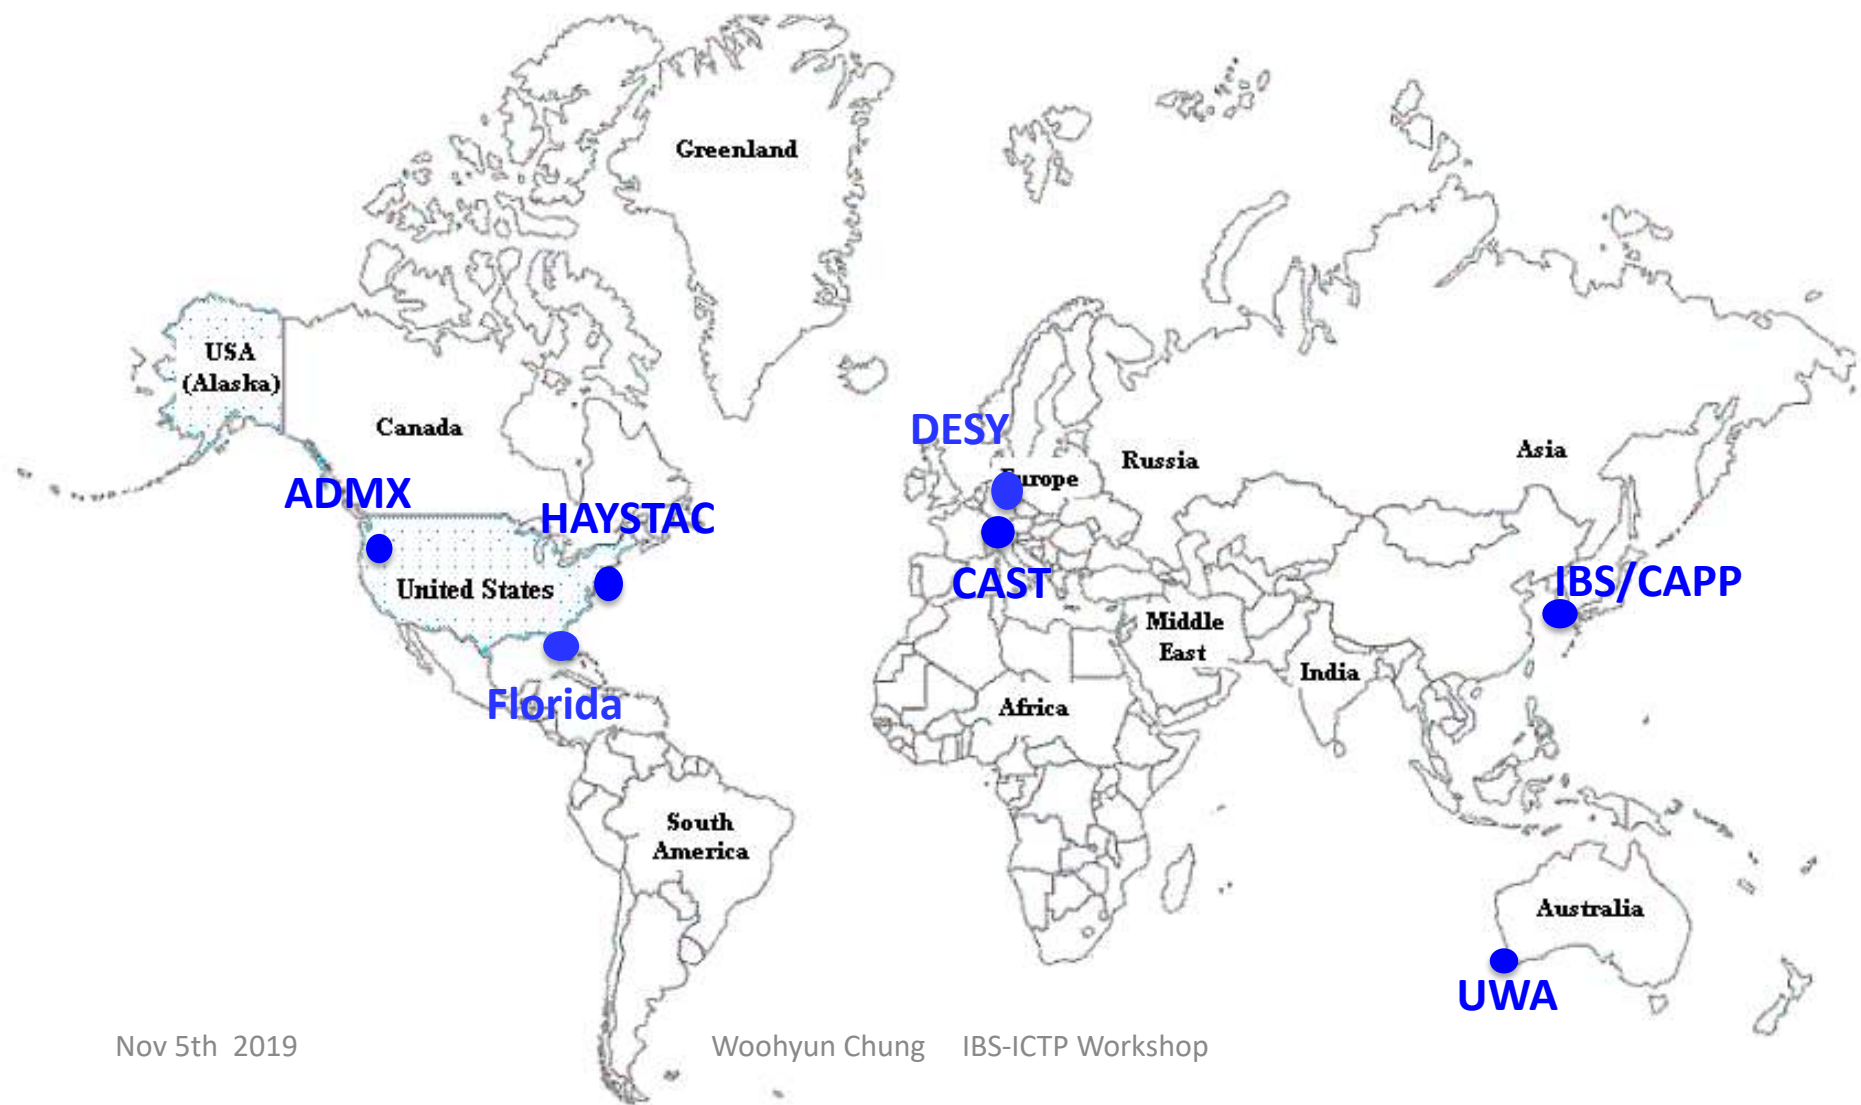 Greenland
USA
(Alaska)
Canada
DESY
Europe
Russia
Asia
ADMX
HAYSTAC
United States
CAST
IBS/CAPP
Middle
East
India
Florida
Africa
South
America
Australia
UWA
Nov 5th 2019
Woohyun Chung IBS-ICTP Workshop